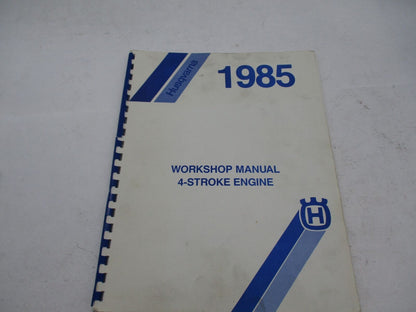 Husqvarna
1985
WORKSHOP MANUAL
4-STROKE ENGINE
H